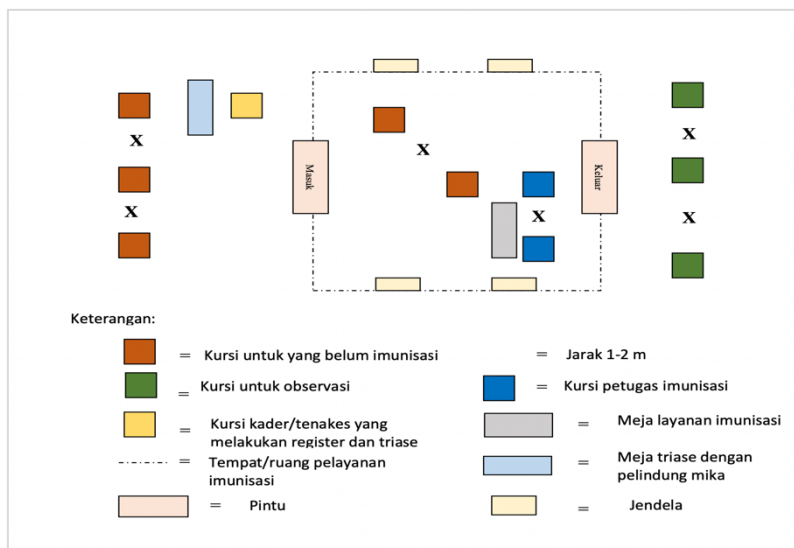 X
X
X
X
X
X
Masuk
Keluar
Keterangan:
= Kursi untuk yang belum imunisasi
= Jarak 1-2 m
= Kursi untuk observasi
= Kursi petugas imunisasi
= Kursi kader/tenakes yang
melakukan register dan triase
= Meja layanan imunisasi
= Tempat/ruang pelayanan
imunisasi
= Meja triase dengan
pelindung mika
= Pintu
= Jendela